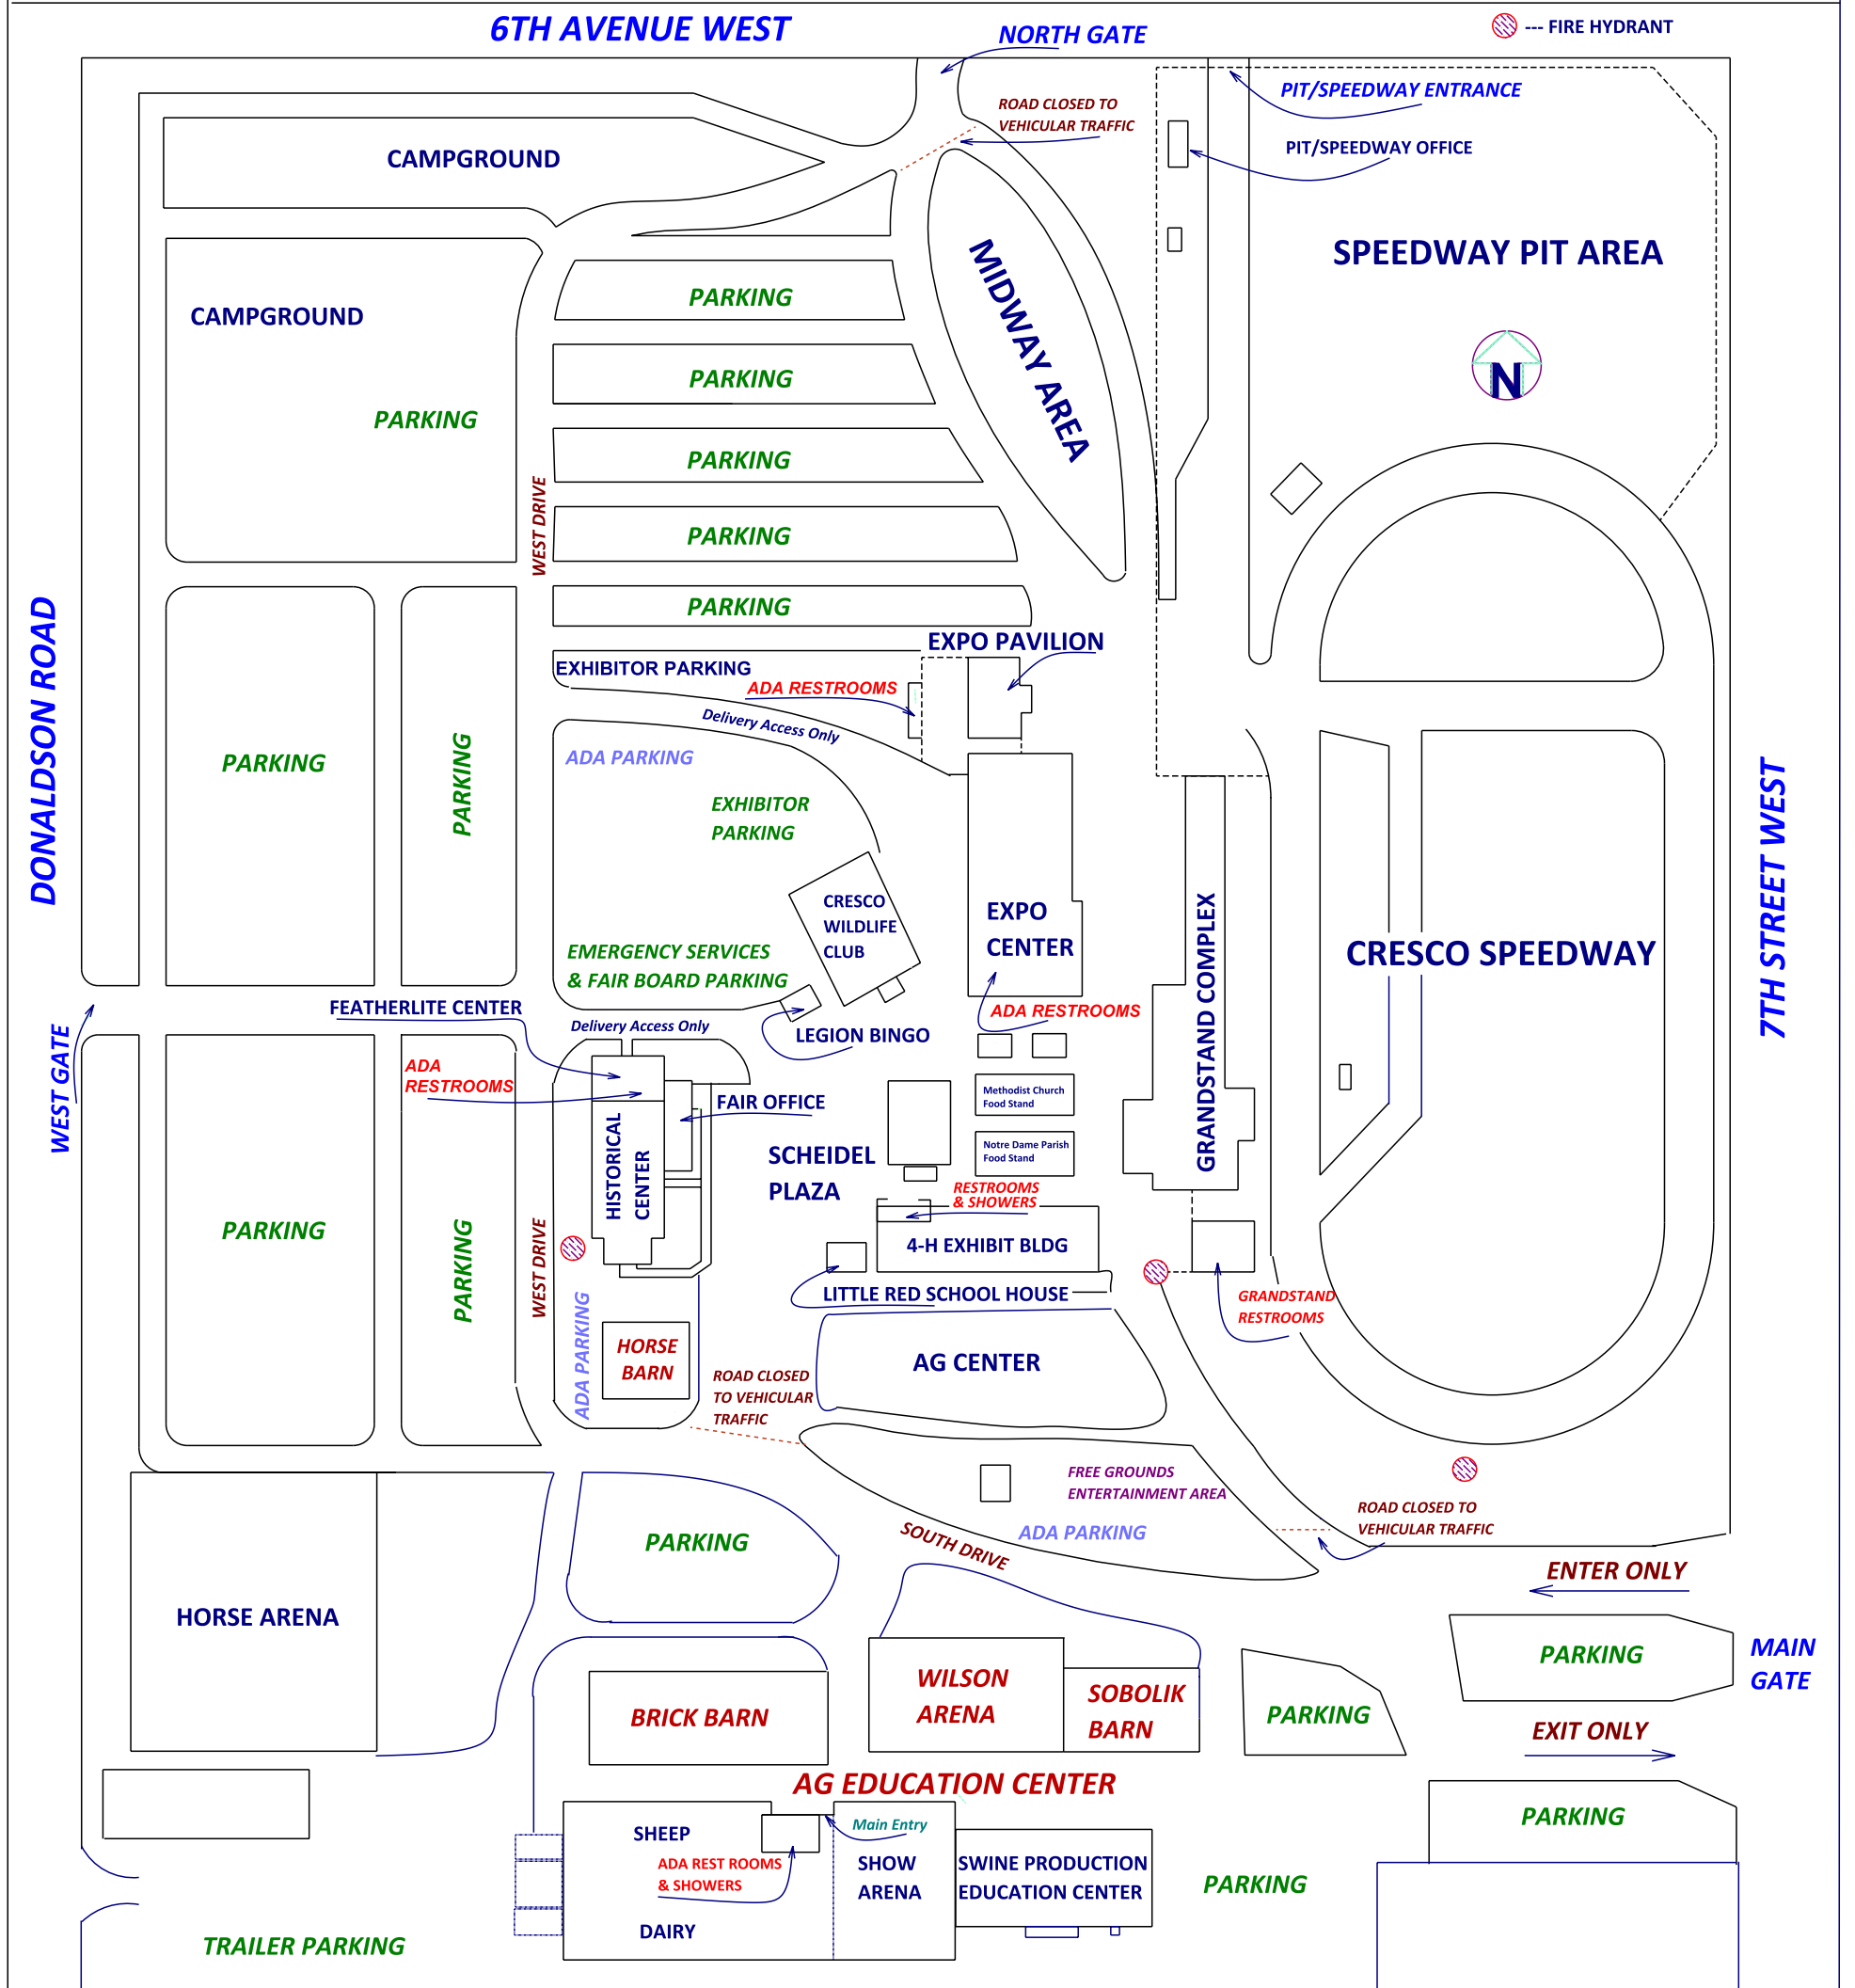 6TH AVENUE WEST
NORTH GATE
--- FIRE HYDRANT
PIT/SPEEDWAY ENTRANCE
ROAD CLOSED TO
VEHICULAR TRAFFIC
PIT/SPEEDWAY OFFICE
CAMPGROUND
SPEEDWAY PIT AREA
MIDWAY AREA
PARKING
CAMPGROUND
N
PARKING
PARKING
PARKING
WEST DRIVE
PARKING
PARKING
EXPO PAVILION
EXHIBITOR PARKING
ADA RESTROOMS
Delivery Access Only
DONALDSON ROAD
PARKING
PARKING
ADA PARKING
EXHIBITOR
PARKING
7TH STREET WEST
CRESCO
WILDLIFE
CLUB
EXPO
CENTER
GRANDSTAND COMPLEX
CRESCO SPEEDWAY
EMERGENCY SERVICES
& FAIR BOARD PARKING
FEATHERLITE CENTER
ADA RESTROOMS
Delivery Access Only
LEGION BINGO
WEST GATE
ADA
RESTROOMS
FAIR OFFICE
Methodist Church
Food Stand
HISTORICAL
CENTER
SCHEIDEL
PLAZA
Notre Dame Parish
Food Stand
RESTROOMS
& SHOWERS
PARKING
PARKING
WEST DRIVE
4-H EXHIBIT BLDG
LITTLE RED SCHOOL HOUSE
GRANDSTAND
RESTROOMS
ADA PARKING
HORSE
BARN
AG CENTER
ROAD CLOSED
TO VEHICULAR
TRAFFIC
FREE GROUNDS
ENTERTAINMENT AREA
ADA PARKING
ROAD CLOSED TO
VEHICULAR TRAFFIC
SOUTH DRIVE
PARKING
ENTER ONLY
HORSE ARENA
PARKING
MAIN
GATE
WILSON
ARENA
SOBOLIK
BARN
BRICK BARN
PARKING
EXIT ONLY
AG EDUCATION CENTER
PARKING
SHEEP
Main Entry
ADA REST ROOMS
& SHOWERS
SHOW
ARENA
SWINE PRODUCTION
EDUCATION CENTER
PARKING
DAIRY
TRAILER PARKING